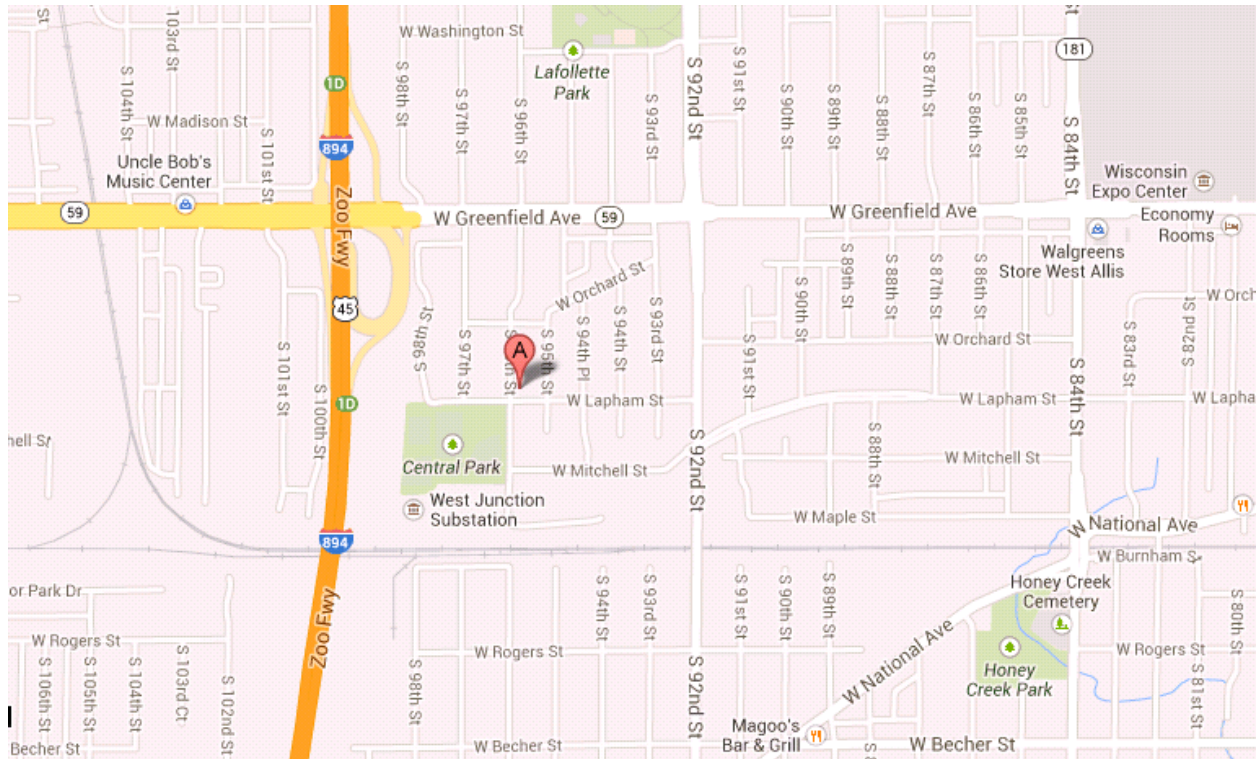 St
103rd St
W Washington St
Lafollette
Park
181
S 104th St
1D
S 98th St
S 97th St
S 96th St
S 93rd St
S 92nd St
S 91st St
S 90th St
S 89th St
S 88th St
S 87th St
S 86th St
S 85th St
S 84th St
W Madison St
S 101st St
894
Uncle Bob's
Music Center
Wisconsin
Expo Center
59
Zoo Fwy
W Greenfield Ave
59
W Greenfield Ave
Economy
Rooms
Walgreens
Store West Allis
45
W Orchard St
S 89th St
S 88th St
S 87th St
S 86th St
S 90th St
W Orch
S 98th St
S 97th St
A
S 95th St
S 94th Pl
S 94th St
S 93rd St
S 91st St
W Orchard St
S 83rd St
S 82nd St
S 101st St
S 100th St
1D
W Lapham St
W Lapham St
W Lapha
S 84th St
hell St
Central Park
W Mitchell St
S 92nd St
S 88th St
W Mitchell St
West Junction
Substation
W Maple St
W National Ave
894
W Burnham S
or Park Dr
Zoo Fwy
S 94th St
S 93rd St
S 91st St
S 90th St
S 89th St
Honey Creek
Cemetery
S 80th St
W Rogers St
W Rogers St
W Rogers St
S 106th St
S 105th St
S 104th St
S 103rd Ct
S 102nd St
S 98th St
S 92nd St
W National Ave
Honey
Creek Park
S 81st St
Magoo's
Bar & Grill
Becher St
W Becher St
S
W Becher St